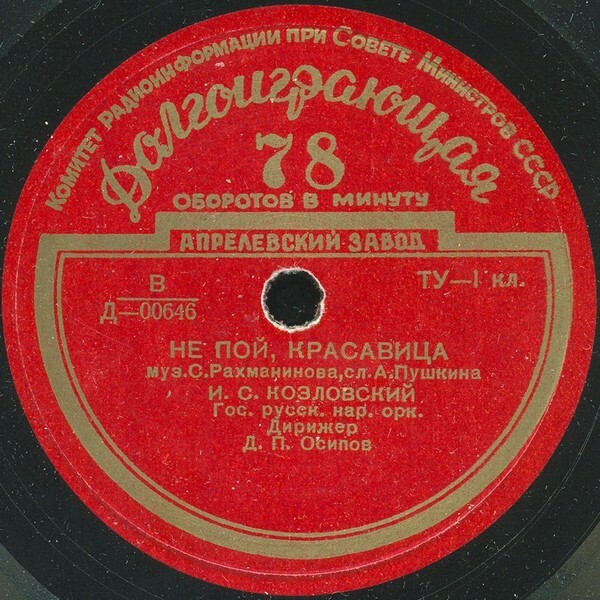 Комитет Радиоинформации при Совете Министров СССР
Долгоиграющая
78
ОБОРОТОВ В МИНУТУ
АПРЕЛЕВСКИЙ ЗАВОД
В
Д—00646
ТУ—1 кл.
НЕ ПОЙ, КРАСАВИЦА
муз.С.Рахманинова,сл.А.Пушкина
И. С. КОЗЛОВСКИЙ
Гос. русск. нар. орк.
Дирижер
Д. П. Осипов